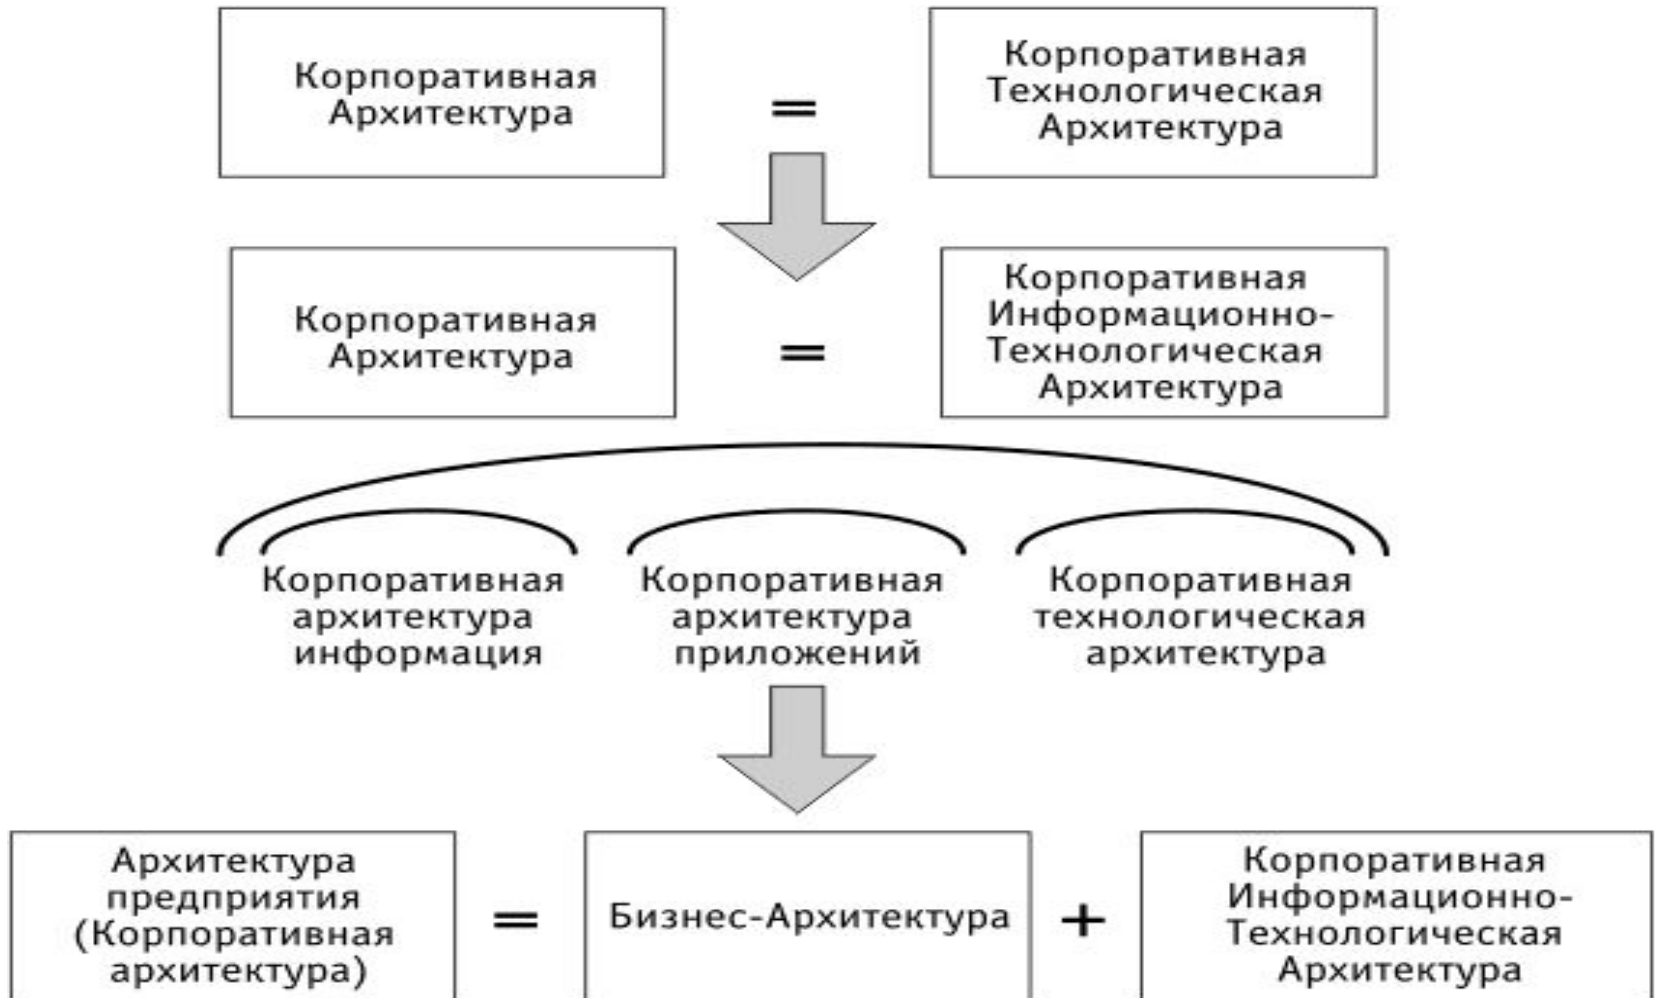 Корпоративная
Архитектура
=
Корпоративная
Технологическая
Архитектура
Корпоративная
Архитектура
=
Корпоративная
Информационно-
Технологическая
Архитектура
Корпоративная
архитектура
информация
Корпоративная
архитектура
приложений
Корпоративная
технологическая
архитектура
Архитектура
предприятия
(Корпоративная
архитектура)
=
Бизнес-Архитектура
+
Корпоративная
Информационно-
Технологическая
Архитектура